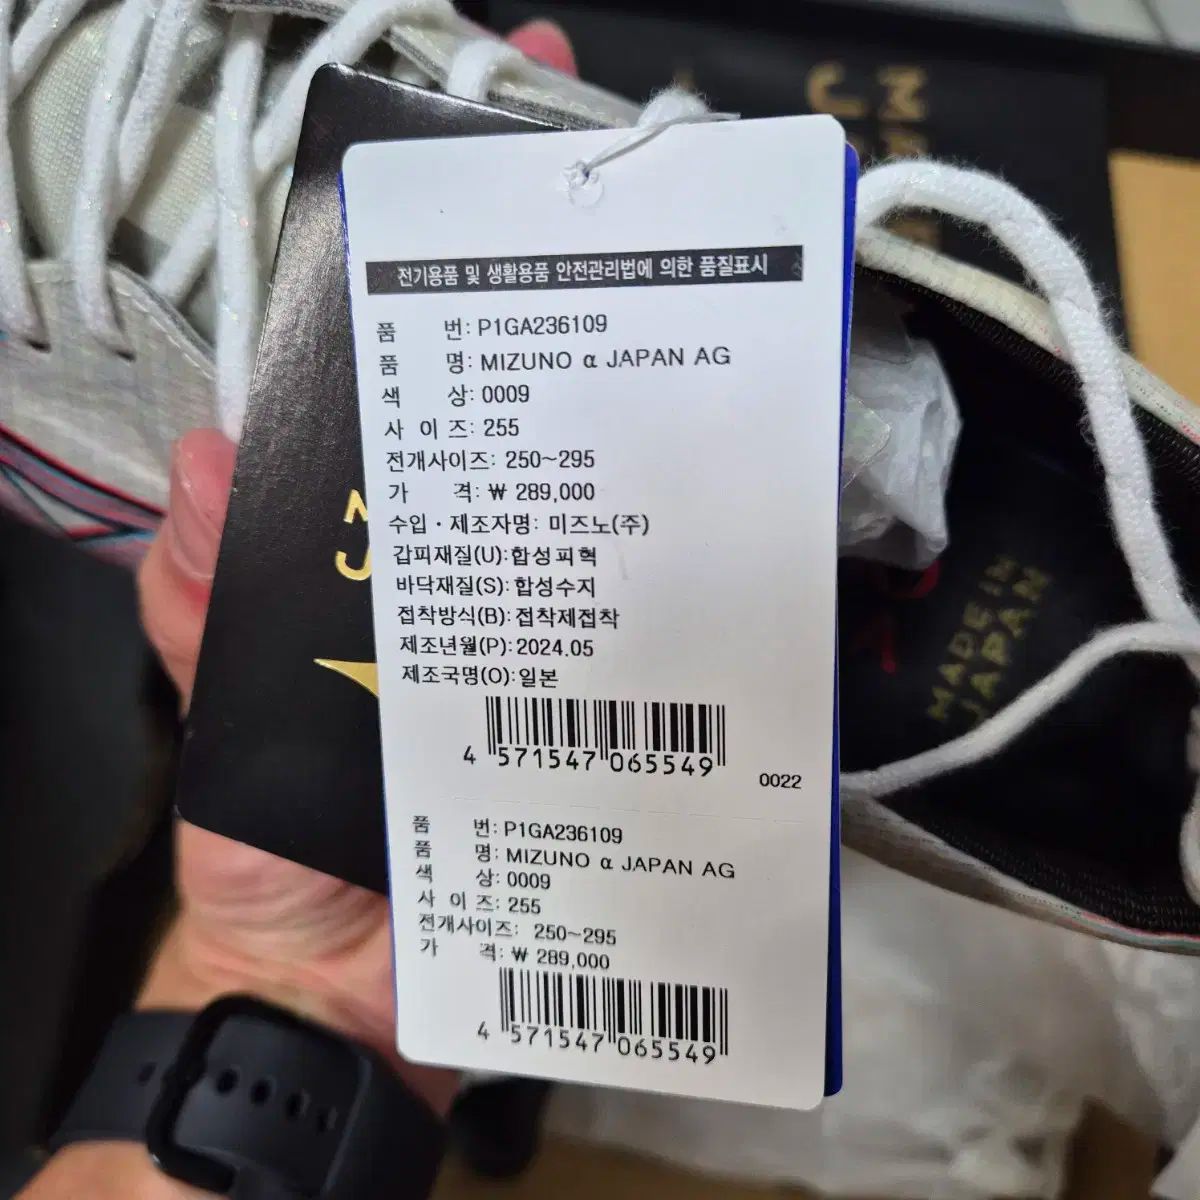 전기용품 및 생활용품 안전관리법에 의한 품질표시
품 번: P1GA236109
품 명: MIZUNO α JAPAN AG
색 상: 0009
사 이 즈: 255
전개사이즈: 250~295
가 격: ₩ 289,000
수입 · 제조자명: 미즈노(주)
갑피재질(U):합성피혁
바닥재질(S):합성수지
접착방식(B):접착제접착
제조년월(P):2024.05
제조국명(O):일본
4 571547 065549
0022
품 번: P1GA236109
품 명: MIZUNO α JAPAN AG
색 상: 0009
사 이 즈: 255
전개사이즈: 250~295
가 격: ₩ 289,000
4 571547 065549
MADE IN
JAPAN